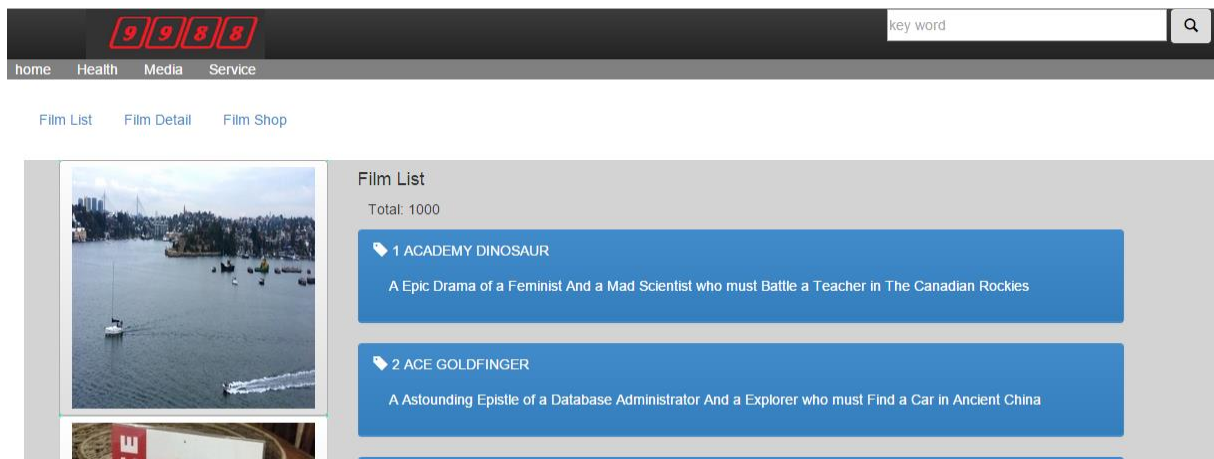 9988
key word
home Health Media Service
Film List Film Detail Film Shop
Film List
Total: 1000
1 ACADEMY DINOSAUR
A Epic Drama of a Feminist And a Mad Scientist who must Battle a Teacher in The Canadian Rockies
2 ACE GOLDFINGER
A Astounding Epistle of a Database Administrator And a Explorer who must Find a Car in Ancient China